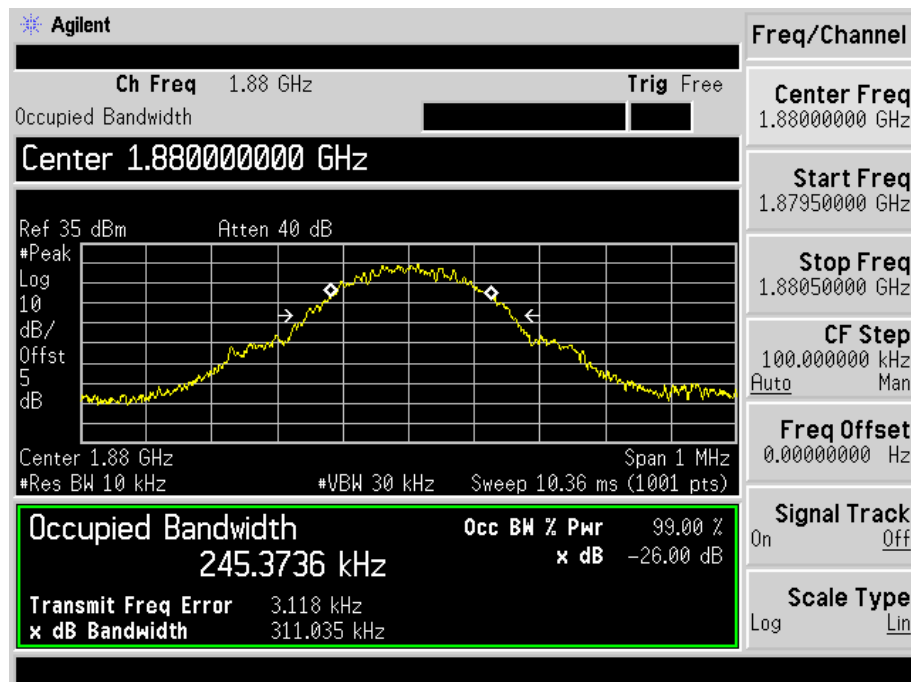 Agilent
Freq/Channel
Ch Freq 1.88 GHz Trig Free
Occupied Bandwidth
Center 1.880000000 GHz
Ref 35 dBm Atten 40 dB
#Peak
Log
10
dB/
Offst
5
dB
Center 1.88 GHz Span 1 MHz
#Res BW 10 kHz #VBW 30 kHz Sweep 10.36 ms (1001 pts)
Occupied Bandwidth
245.3736 kHz
Occ BW % Pwr 99.00 %
x dB -26.00 dB
Transmit Freq Error 3.118 kHz
x dB Bandwidth 311.035 kHz
Center Freq
1.88000000 GHz
Start Freq
1.87950000 GHz
Stop Freq
1.88050000 GHz
CF Step
100.000000 kHz
Auto Man
Freq Offset
0.00000000 Hz
Signal Track
On Off
Scale Type
Log Lin